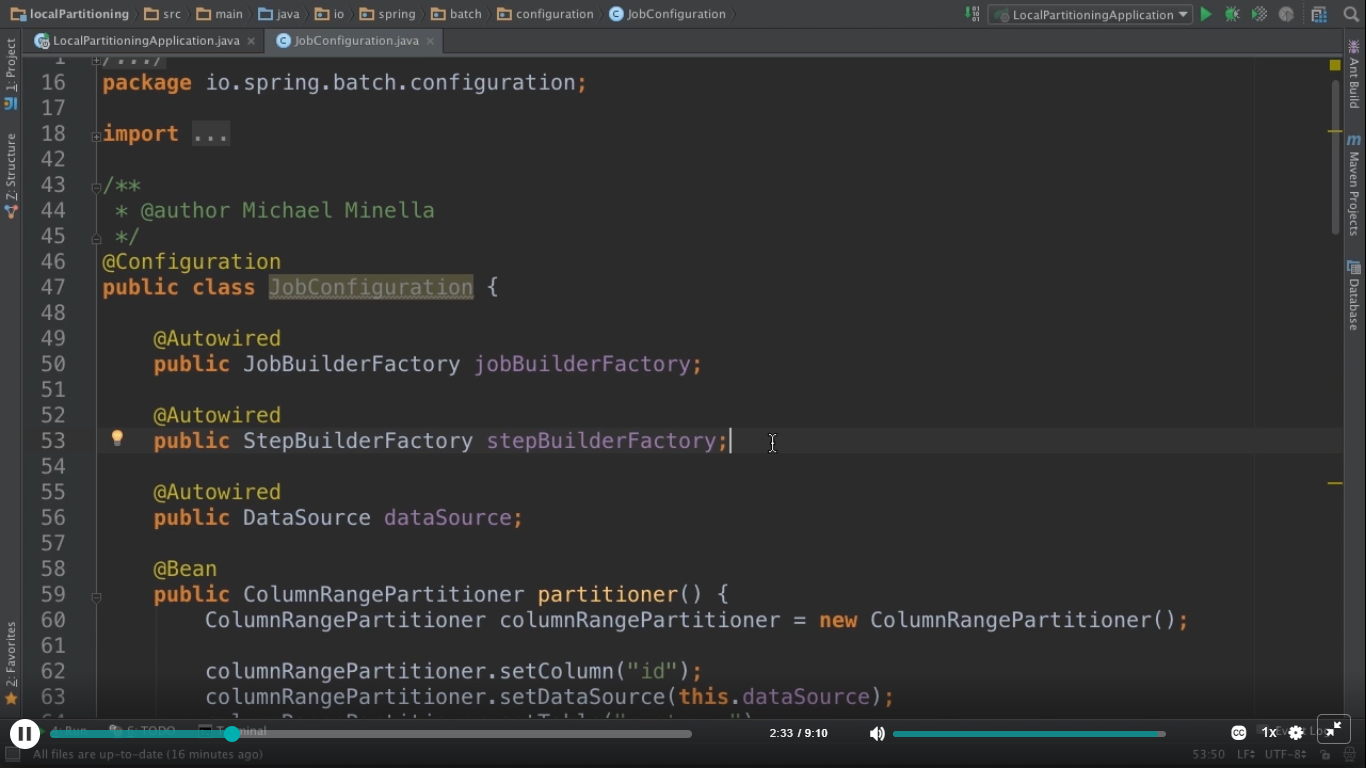 localPartitioning src main java io spring batch configuration JobConfiguration LocalPartitioningApplication
LocalPartitioningApplication.java JobConfiguration.java
1 /.../
16 package io.spring.batch.configuration;
17
18 import ...
42
43 /**
44 * @author Michael Minella
45 */
46 @Configuration
47 public class JobConfiguration {
48
49 @Autowired
50 public JobBuilderFactory jobBuilderFactory;
51
52 @Autowired
53 public StepBuilderFactory stepBuilderFactory;
54
55 @Autowired
56 public DataSource dataSource;
57
58 @Bean
59 public ColumnRangePartitioner partitioner() {
60 ColumnRangePartitioner columnRangePartitioner = new ColumnRangePartitioner();
61
62 columnRangePartitioner.setColumn("id");
63 columnRangePartitioner.setDataSource(this.dataSource);
1: Project
Z: Structure
2: Favorites
Ant Build
Maven Projects
Database
6: TODO Terminal
2:33 / 9:10 CC 1x
All files are up-to-date (16 minutes ago) 53:50 LF UTF-8